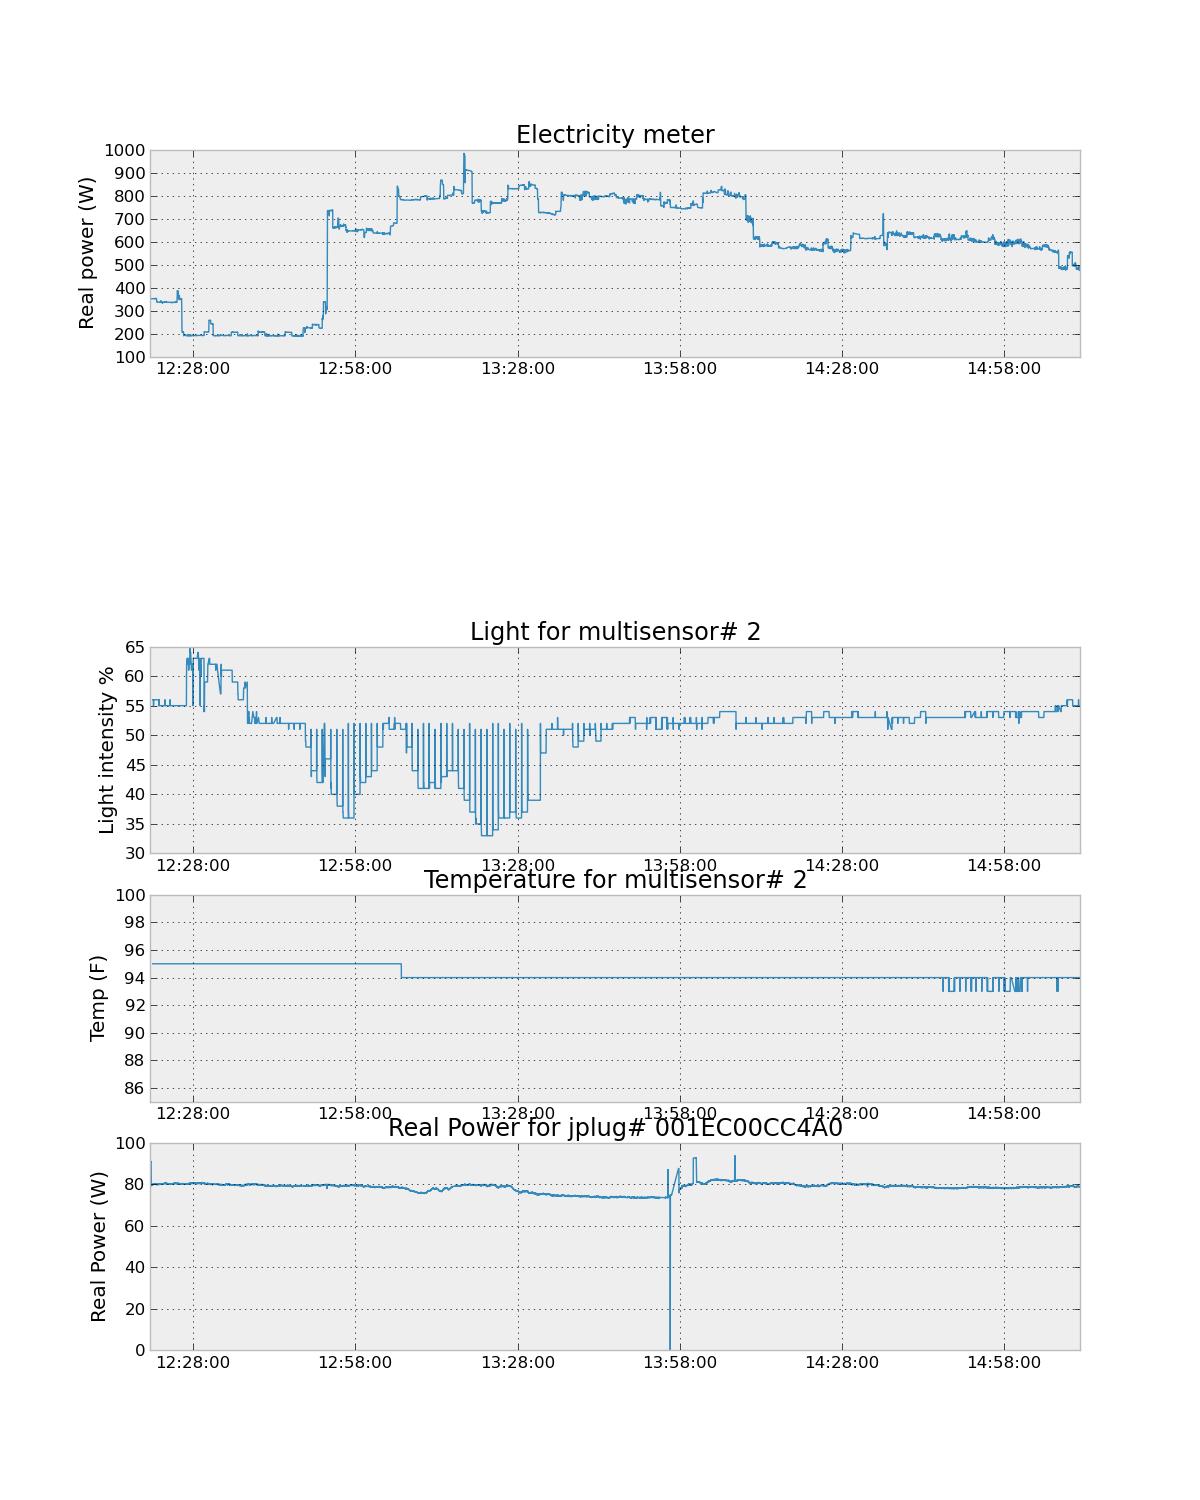 Electricity meter
Real power (W)
1000
900
800
700
600
500
400
300
200
100
12:28:00 12:58:00 13:28:00 13:58:00 14:28:00 14:58:00
Light for multisensor# 2
Light intensity %
65
60
55
50
45
40
35
30
12:28:00 12:58:00 13:28:00 13:58:00 14:28:00 14:58:00
Temperature for multisensor# 2
Temp (F)
100
98
96
94
92
90
88
86
12:28:00 12:58:00 13:28:00 13:58:00 14:28:00 14:58:00
Real Power for jplug# 001EC00CC4A0
Real Power (W)
100
80
60
40
20
0
12:28:00 12:58:00 13:28:00 13:58:00 14:28:00 14:58:00